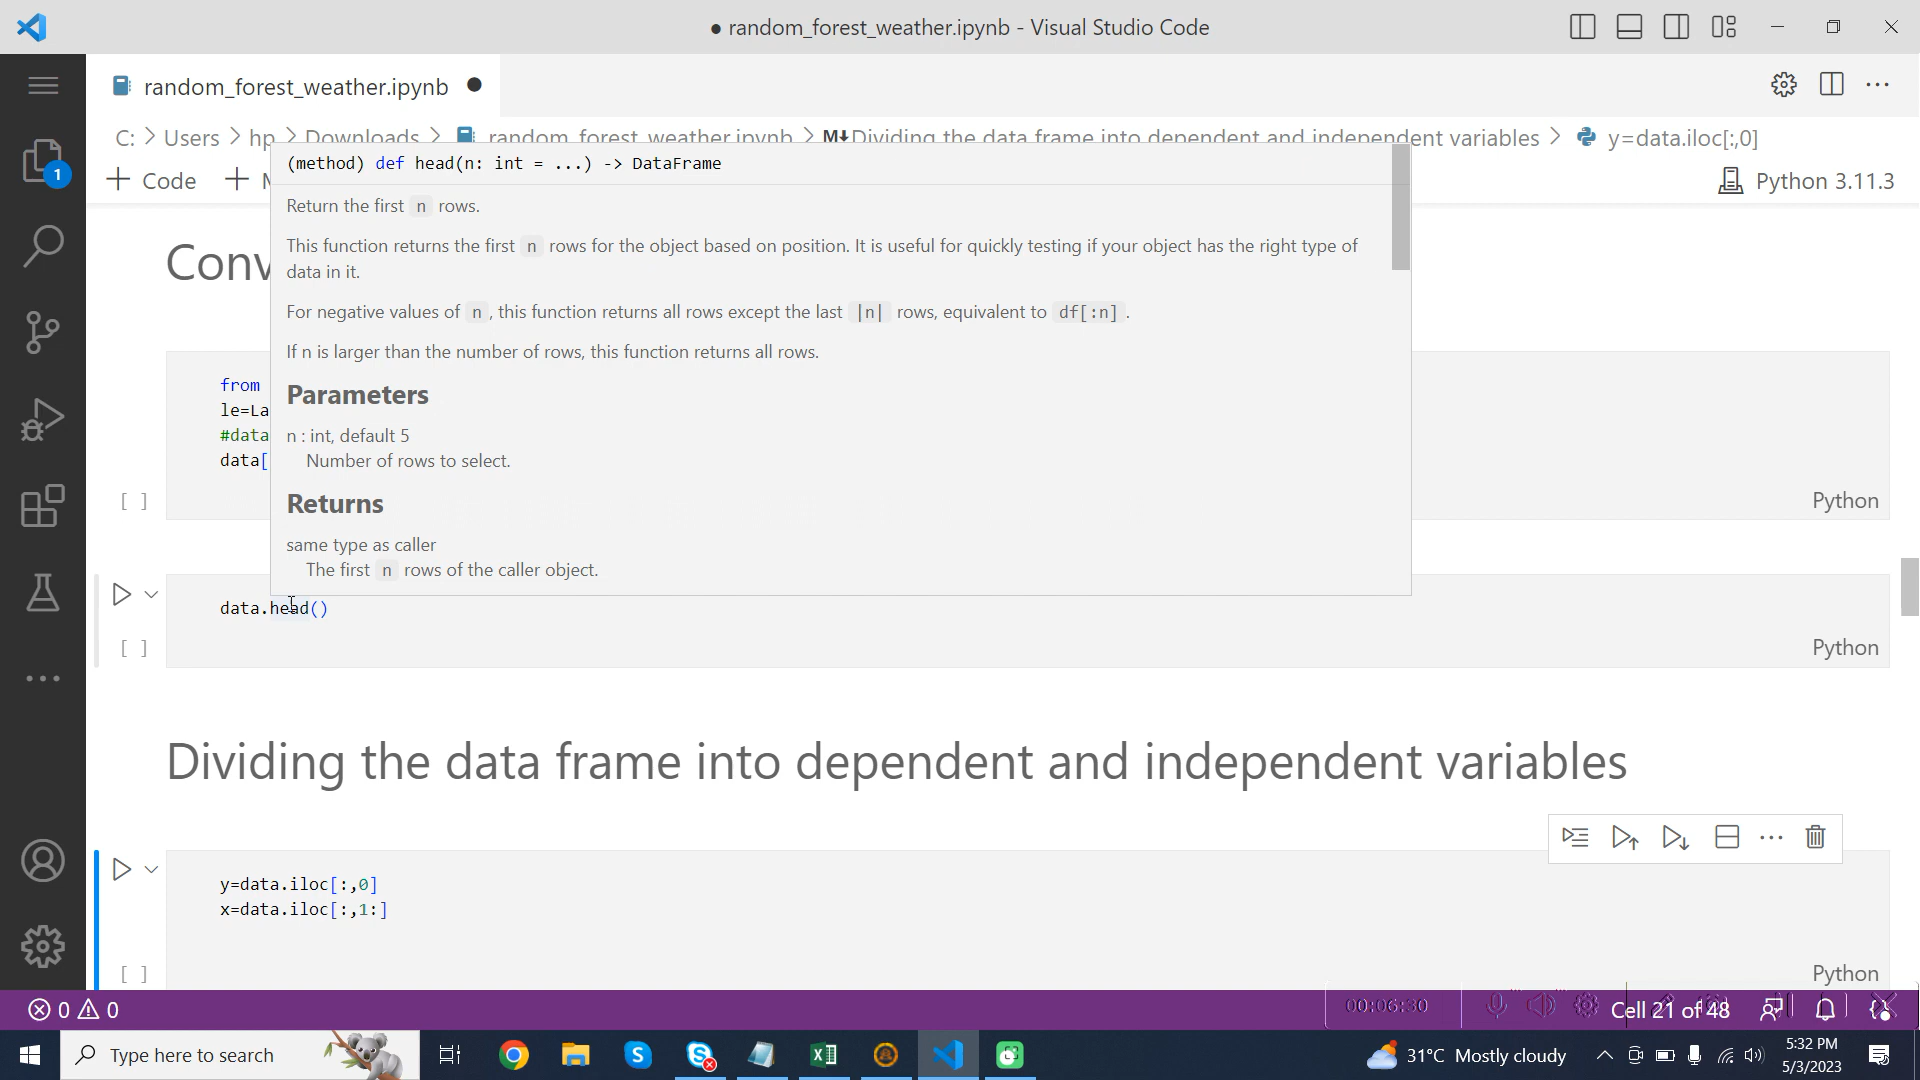 ● random_forest_weather.ipynb - Visual Studio Code
random_forest_weather.ipynb
C: > Users > hp > Downloads > random_forest_weather.ipynb > M↓Dividing the data frame into dependent and independent variables > y=data.iloc[:,0]
+ Code + M
Python 3.11.3
(method) def head(n: int = ...) -> DataFrame
Return the first n rows.
This function returns the first n rows for the object based on position. It is useful for quickly testing if your object has the right type of
data in it.
For negative values of n, this function returns all rows except the last |n| rows, equivalent to df[:n].
If n is larger than the number of rows, this function returns all rows.
Parameters
n : int, default 5
Number of rows to select.
Returns
same type as caller
The first n rows of the caller object.
Conv
from
le=La
#data
data[
[ ]
Python
data.head()
[ ]
Python
Dividing the data frame into dependent and independent variables
y=data.iloc[:,0]
x=data.iloc[:,1:]
[ ]
Python
1
0 0
00:06:30
Cell 21 of 48
Type here to search
31°C Mostly cloudy
5:32 PM
5/3/2023